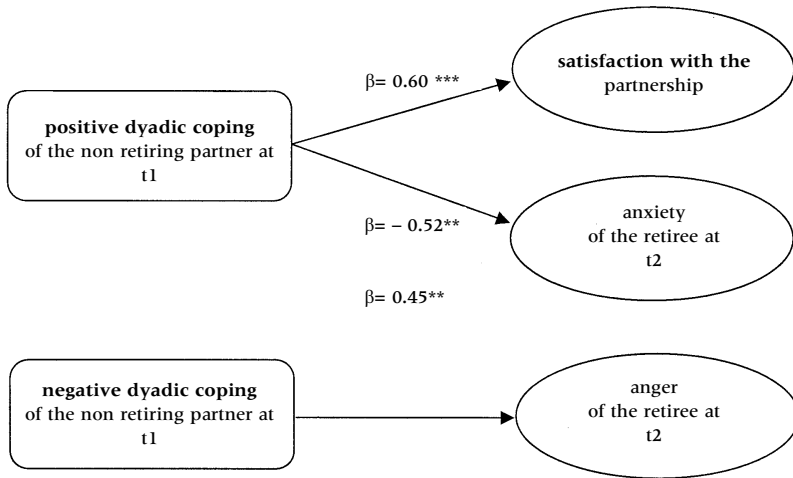 β= 0.60 ***
satisfaction with the
partnership
positive dyadic coping
of the non retiring partner at
t1
β= – 0.52**
anxiety
of the retiree at
t2
β= 0.45**
negative dyadic coping
of the non retiring partner at
t1
anger
of the retiree at
t2